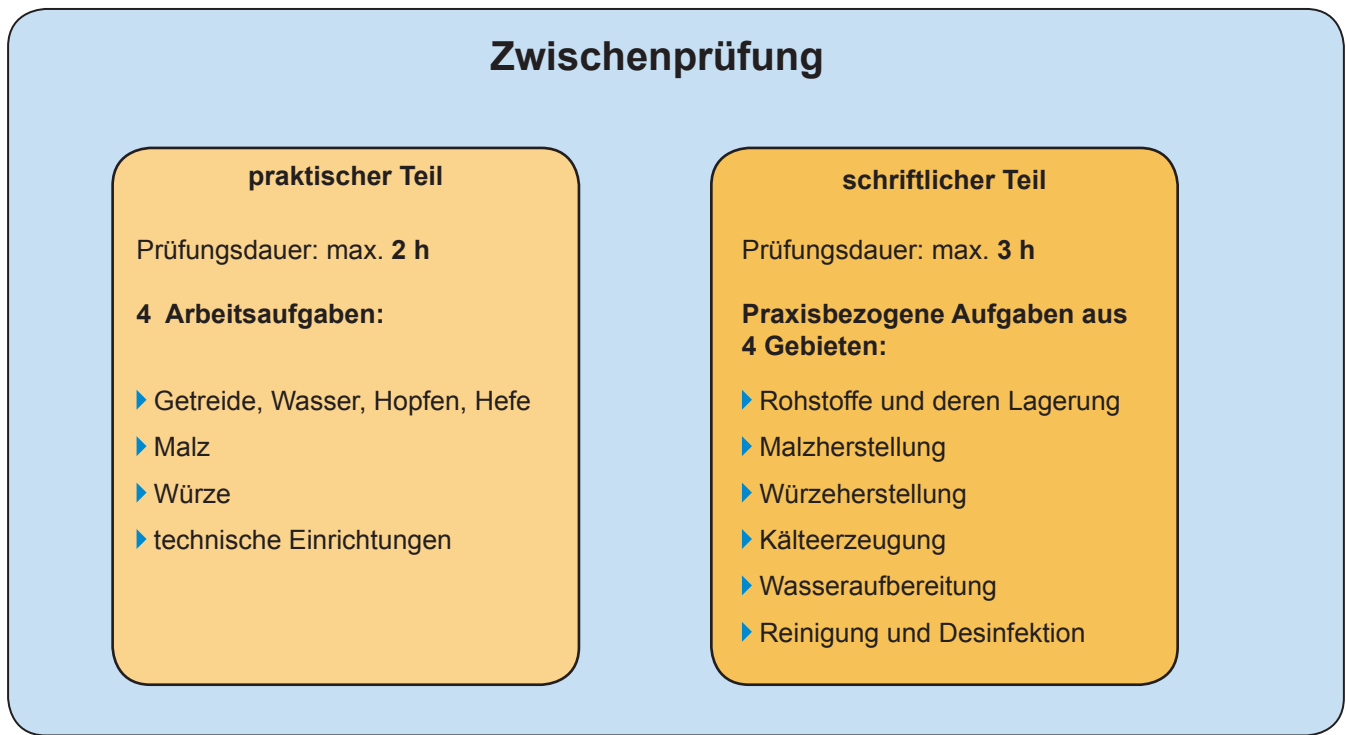 Zwischenprüfung
praktischer Teil
Prüfungsdauer: max. 2 h
4 Arbeitsaufgaben:
Getreide, Wasser, Hopfen, Hefe
Malz
Würze
technische Einrichtungen
schriftlicher Teil
Prüfungsdauer: max. 3 h
Praxisbezogene Aufgaben aus
4 Gebieten:
Rohstoffe und deren Lagerung
Malzherstellung
Würzeherstellung
Kälteerzeugung
Wasseraufbereitung
Reinigung und Desinfektion